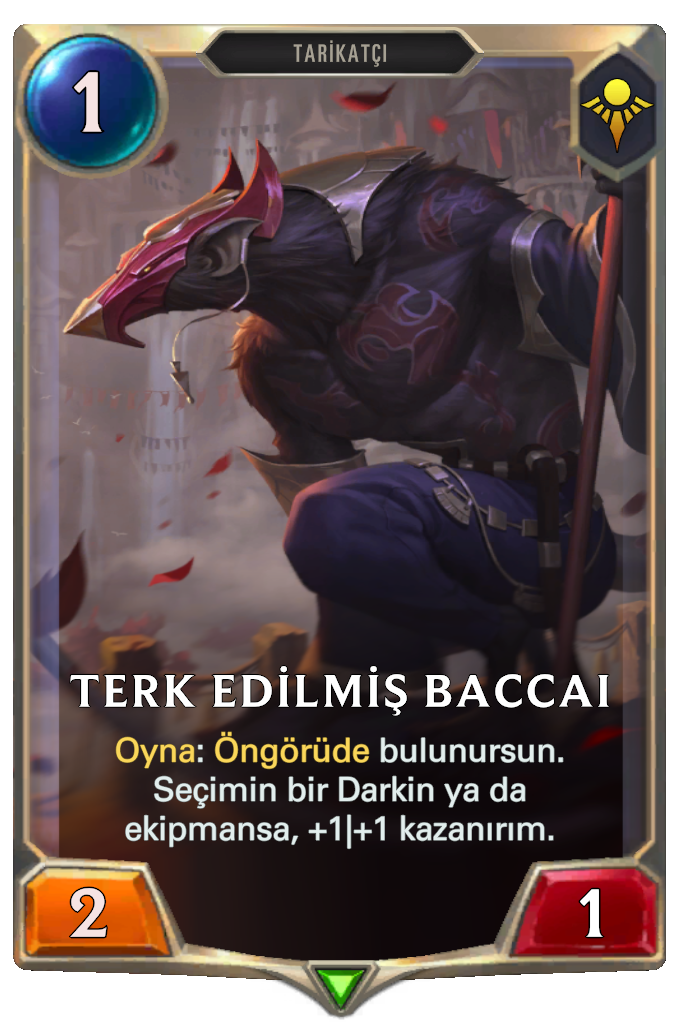 1
TARİKATÇI
TERK EDİLMİŞ BACCAI
Oyna: Öngörüde bulunursun.
Seçimin bir Darkin ya da
ekipmansa, +1|+1 kazanırım.
2
1